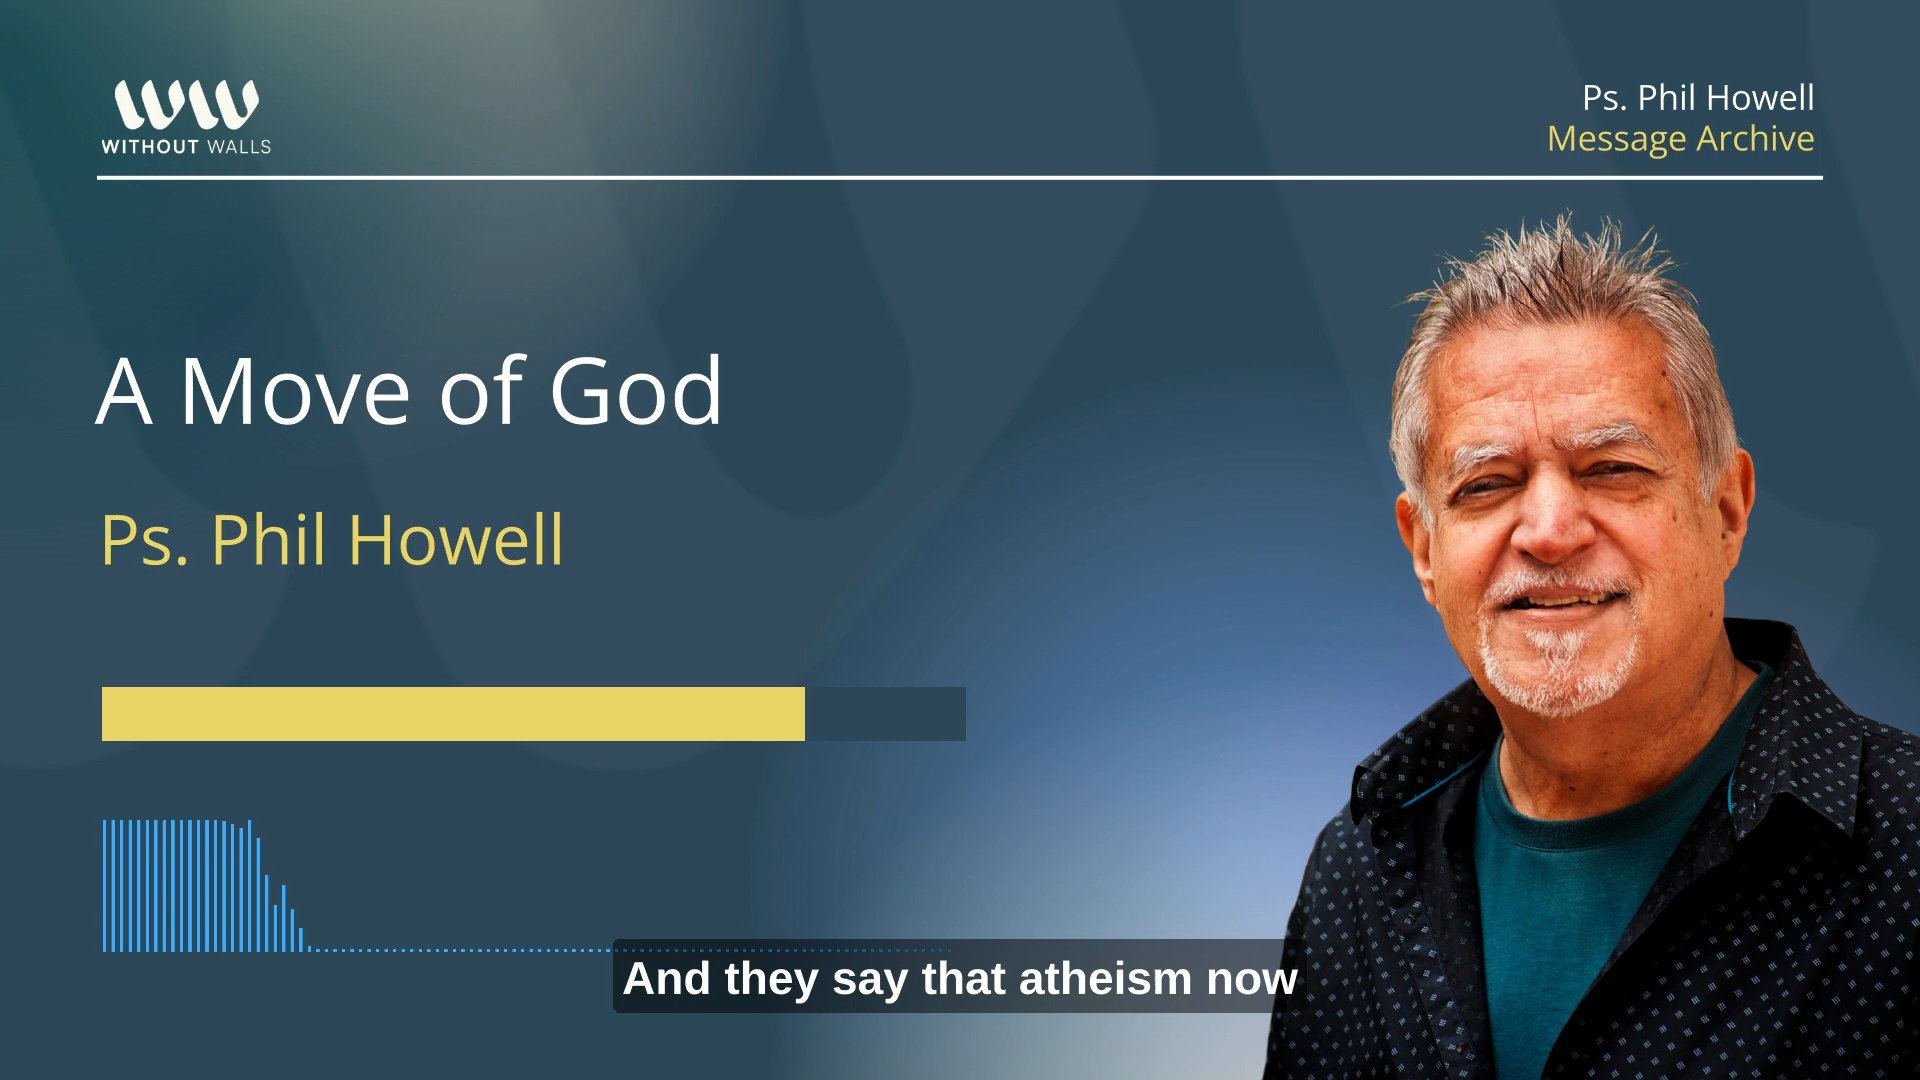 WITHOUT WALLS
Ps. Phil Howell
Message Archive
A Move of God
Ps. Phil Howell
And they say that atheism now